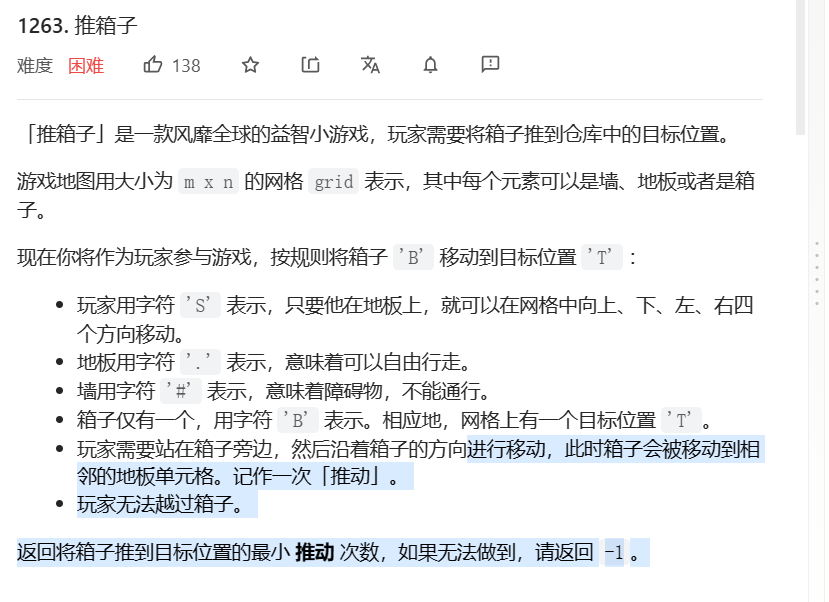 1263. 推箱子
难度 困难 138
「推箱子」是一款风靡全球的益智小游戏，玩家需要将箱子推到仓库中的目标位置。
游戏地图用大小为 m x n 的网格 grid 表示，其中每个元素可以是墙、地板或者是箱
子。
现在你将作为玩家参与游戏，按规则将箱子 'B' 移动到目标位置 'T' ：
• 玩家用字符 'S' 表示，只要他在地板上，就可以在网格中向上、下、左、右四
个方向移动。
• 地板用字符 '.' 表示，意味着可以自由行走。
• 墙用字符 '#' 表示，意味着障碍物，不能通行。
• 箱子仅有一个，用字符 'B' 表示。相应地，网格上有一个目标位置 'T'。
• 玩家需要站在箱子旁边，然后沿着箱子的方向进行移动，此时箱子会被移动到相
邻的地板单元格。记作一次「推动」。
• 玩家无法越过箱子。
返回将箱子推到目标位置的最小 推动 次数，如果无法做到，请返回 -1 。